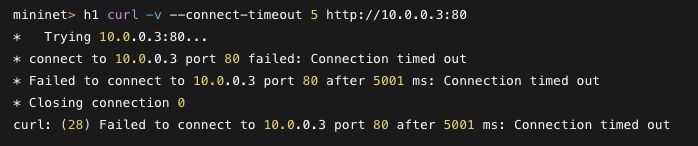 mininet> h1 curl -v --connect-timeout 5 http://10.0.0.3:80
*   Trying 10.0.0.3:80...
* connect to 10.0.0.3 port 80 failed: Connection timed out
* Failed to connect to 10.0.0.3 port 80 after 5001 ms: Connection timed out
* Closing connection 0
curl: (28) Failed to connect to 10.0.0.3 port 80 after 5001 ms: Connection timed out